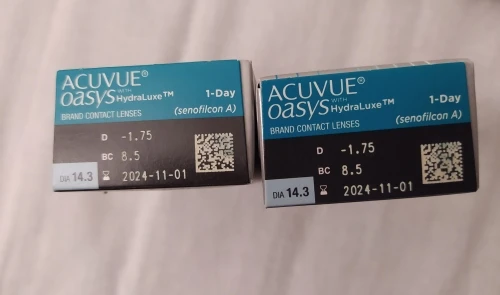 ACUVUE®
oasys WITH HydraLuxe™ 1-Day
BRAND CONTACT LENSES (senofilcon A)
D -1.75
BC 8.5
DIA 14.3 2024-11-01
ACUVUE®
oasys WITH HydraLuxe™ 1-Day
BRAND CONTACT LENSES (senofilcon A)
D -1.75
BC 8.5
DIA 14.3 2024-11-01